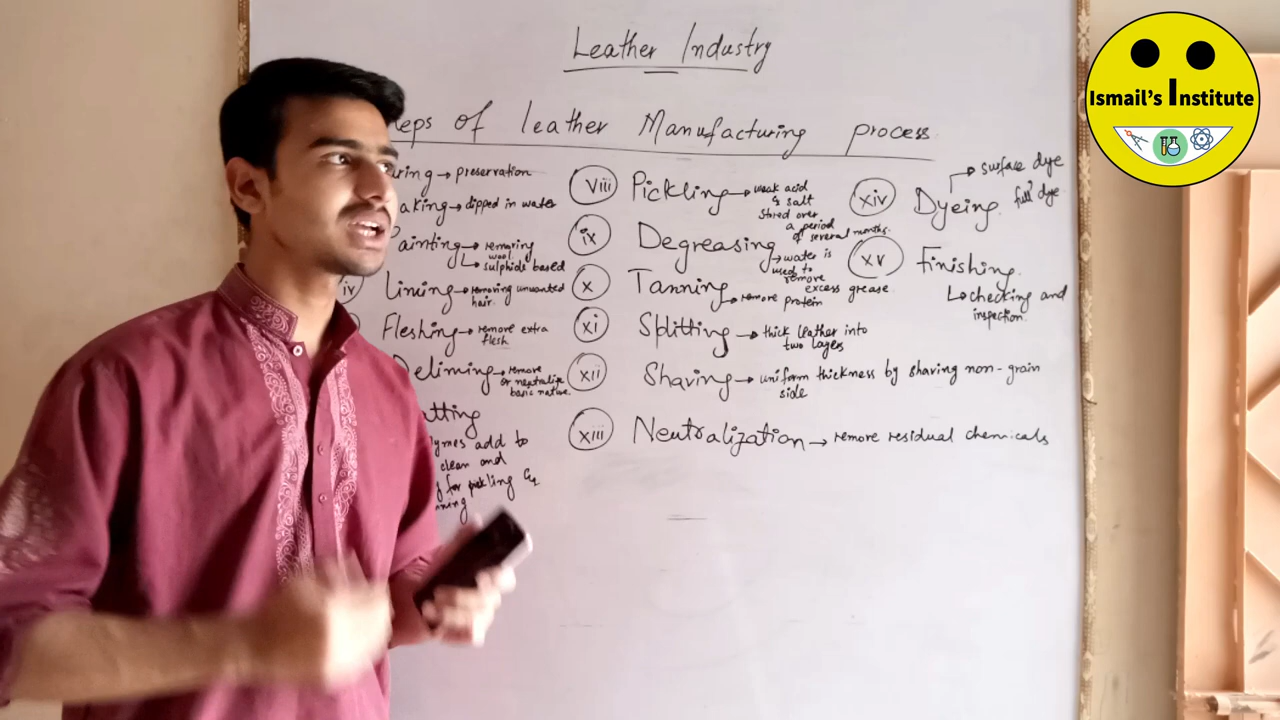 Leather Industry
eps of leather Manufacturing process
ring → preservation
aking → dipped in water
ainting → removing
wool
↳ sulphids based
iv Liming → removing unwanted
hair.
Fleshing → remove extra
flesh
Deliming → remove
or neutralize
basic nature.
atting
ymes add to
clean and
for pickling
nning
viii Pickling → weak acid
& salt
stored over
a period
of several months.
ix Degreasing → water is
used to
remove
excess grease.
x Tanning → remove protein
xi Splitting → thick leather into
two layers
xii Shaving → uniform thickness by shaving non-grain
side
xiii Neutralization → remove residual chemicals
xiv Dyeing → surface dye
full dye
xv Finishing
↳ checking and
inspection.
Ismail's Institute